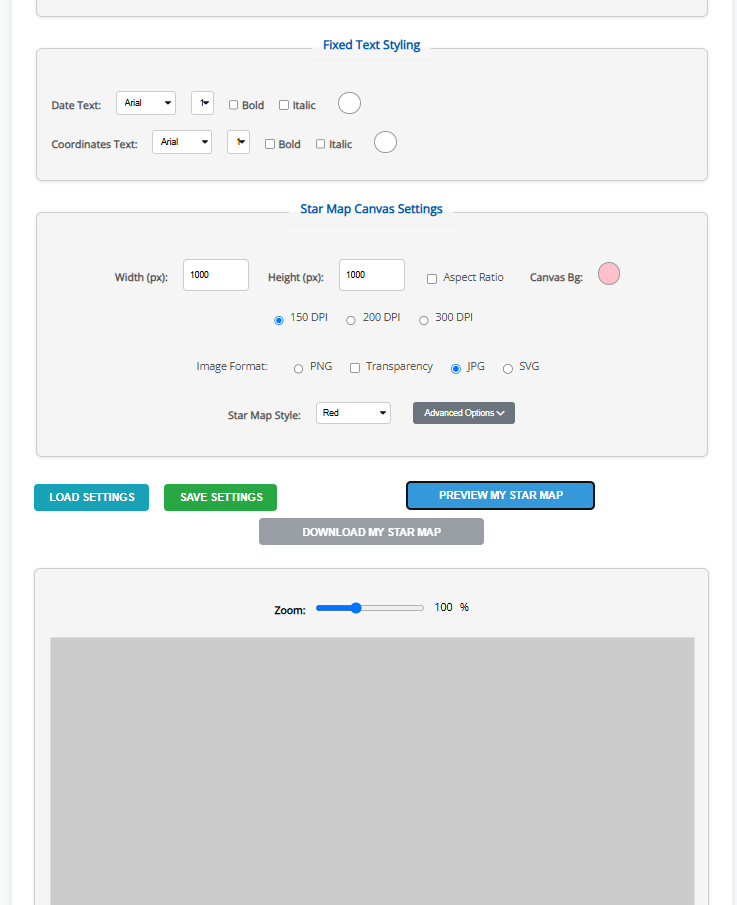 Fixed Text Styling
Date Text: Arial Bold Italic
Coordinates Text: Arial Bold Italic
Star Map Canvas Settings
Width (px): 1000 Height (px): 1000 Aspect Ratio Canvas Bg:
150 DPI 200 DPI 300 DPI
Image Format: PNG Transparency JPG SVG
Star Map Style: Red Advanced Options
LOAD SETTINGS SAVE SETTINGS PREVIEW MY STAR MAP
DOWNLOAD MY STAR MAP
Zoom: 100 %